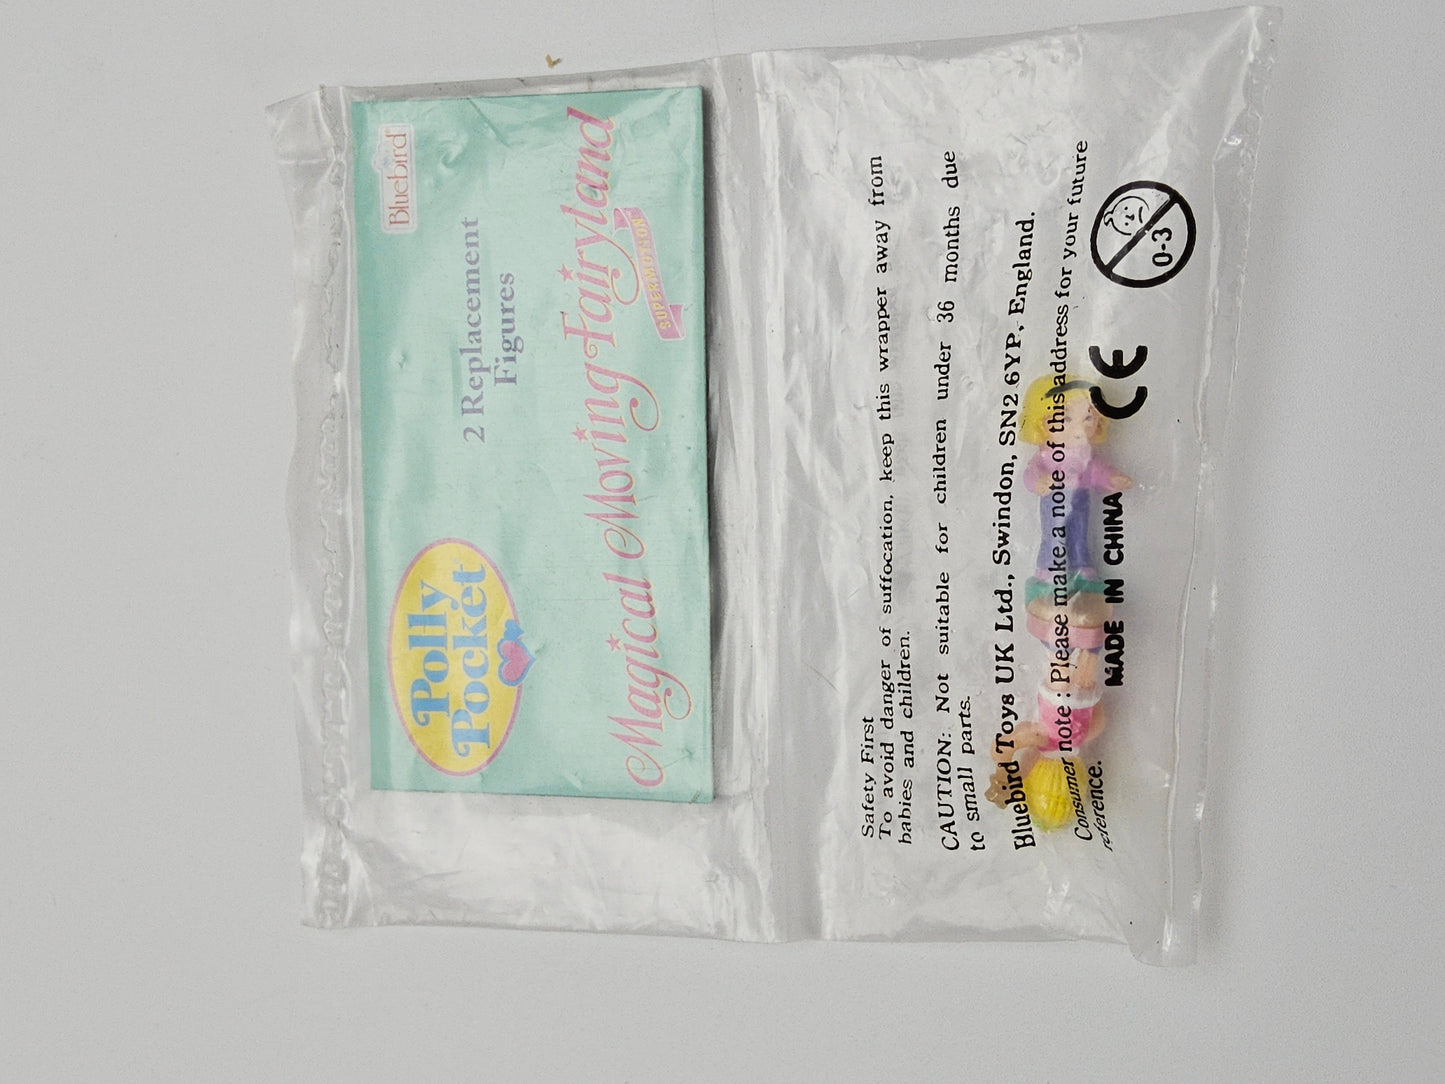 Bluebird®
Polly
Pocket
2 Replacement
Figures
Magical Moving Fairyland
SUPERMOTION
Safety First
To avoid danger of suffocation, keep this wrapper away from
babies and children.
CAUTION: Not suitable for children under 36 months due
to small parts.
Bluebird Toys UK Ltd., Swindon, SN2 6YP, England.
Consumer note : Please make a note of this address for your future
reference.
MADE IN CHINA
CE
0-3